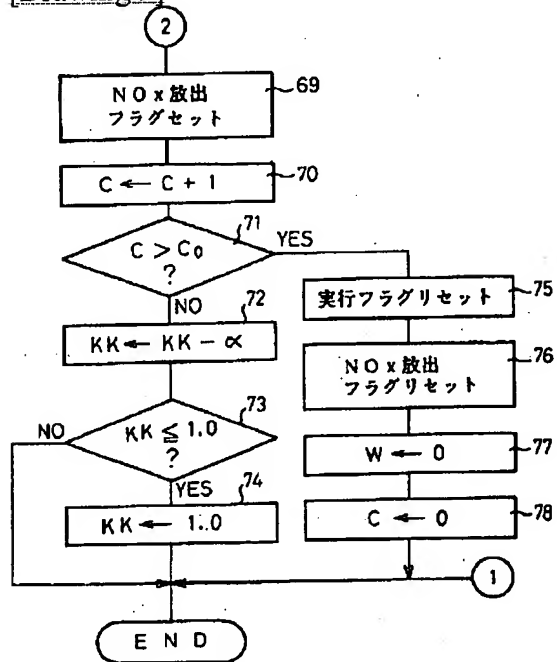 2
NOx放出
フラグセット
69
C ← C + 1
70
C > C₀
?
71
YES
NO
実行フラグリセット
75
KK ← KK − α
72
NOx放出
フラグリセット
76
KK ≦ 1.0
?
73
NO
YES
W ← 0
77
KK ← 1.0
74
C ← 0
78
1
END